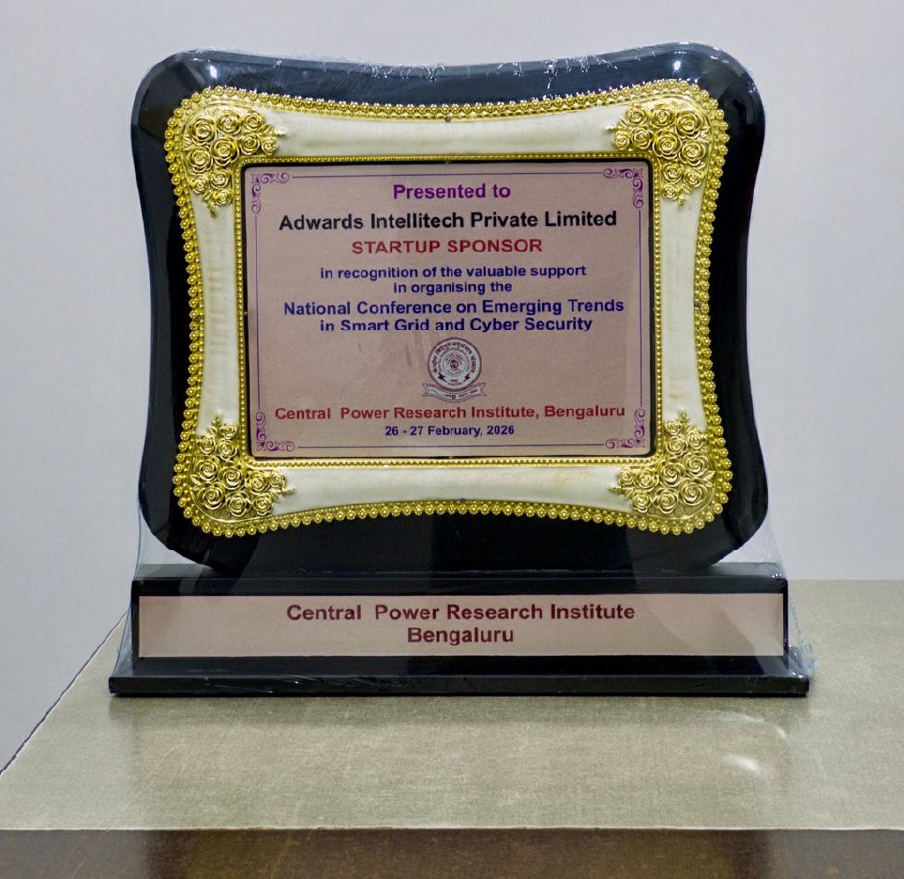 Presented to
Adwards Intellitech Private Limited
STARTUP SPONSOR
in recognition of the valuable support
in organising the
National Conference on Emerging Trends
in Smart Grid and Cyber Security
Central Power Research Institute, Bengaluru
26 - 27 February, 2026
Central Power Research Institute
Bengaluru